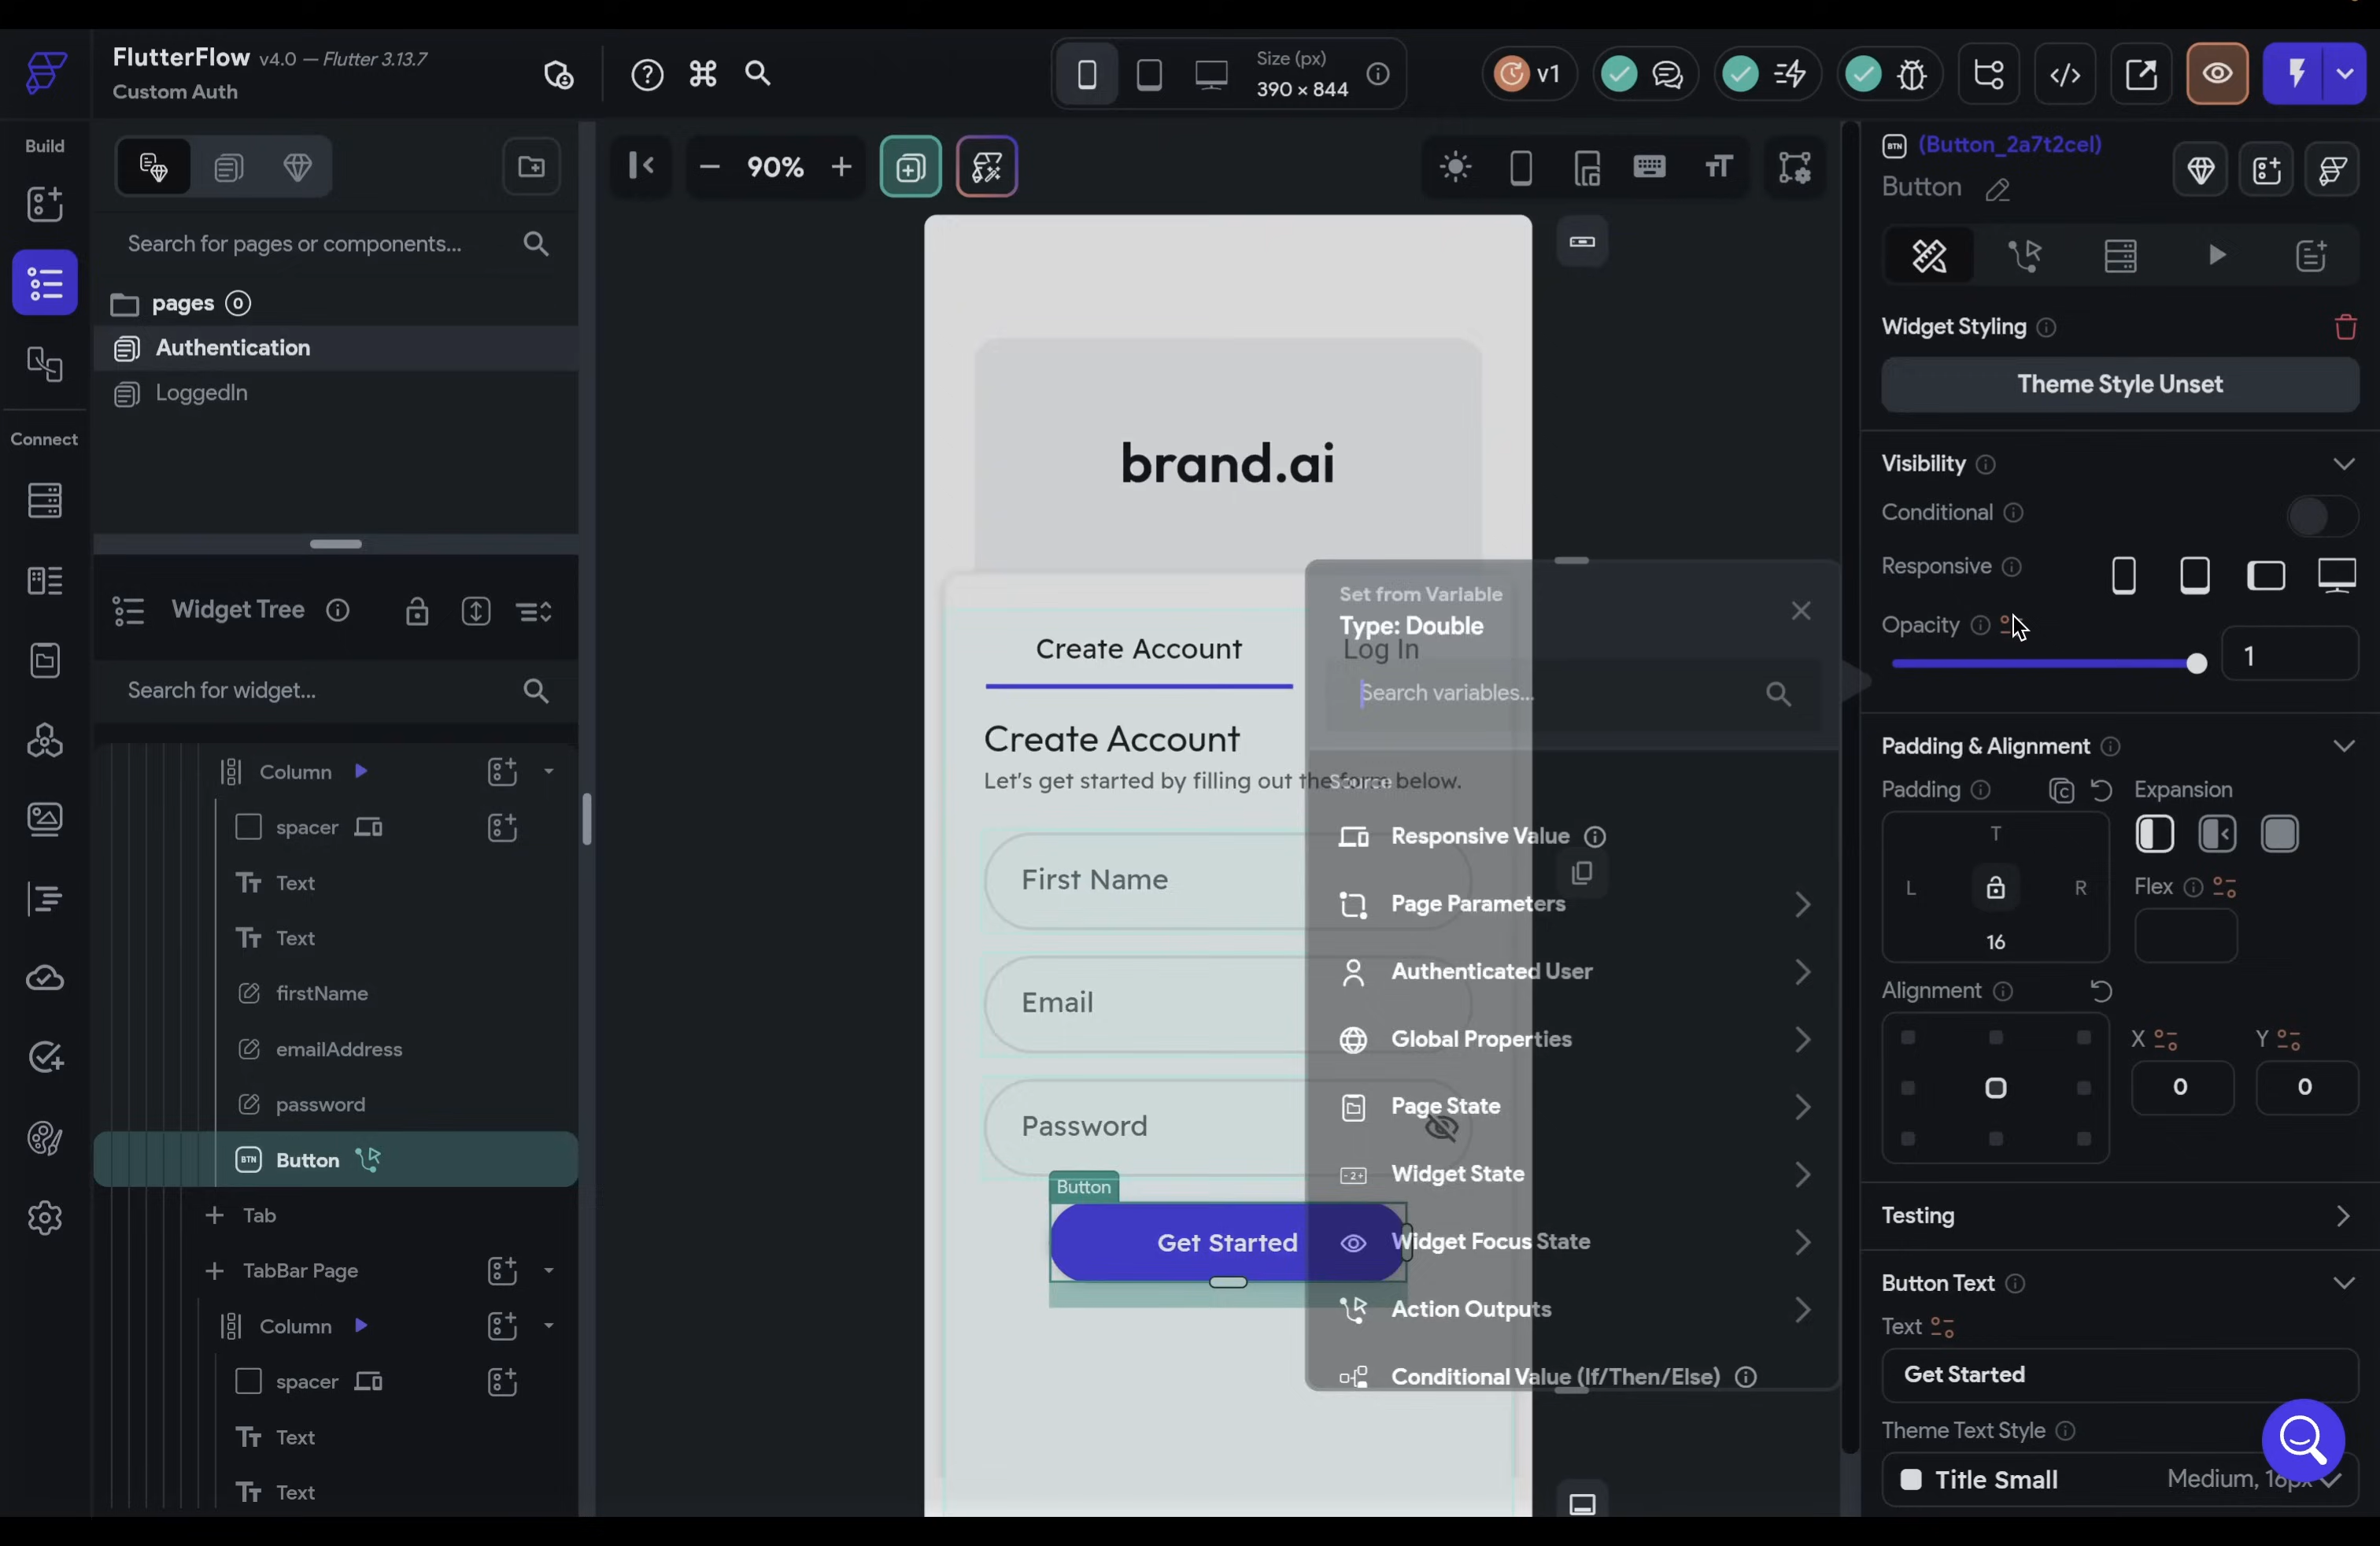 FlutterFlow v4.0 — Flutter 3.13.7
Custom Auth
Size (px)
390 × 844
v1
Build
Connect
Search for pages or components...
pages 0
Authentication
LoggedIn
Widget Tree
Search for widget...
Column
spacer
Text
Text
firstName
emailAddress
password
BTN Button
Tab
TabBar Page
Column
spacer
Text
Text
90%
brand.ai
Create Account
Log In
Create Account
Let's get started by filling out the form below.
First Name
Email
Password
Button
Get Started
Set from Variable
Type: Double
Search variables...
Source
Responsive Value
Page Parameters
Authenticated User
Global Properties
Page State
Widget State
Widget Focus State
Action Outputs
Conditional Value (If/Then/Else)
BTN (Button_2a7t2cel)
Button
Widget Styling
Theme Style Unset
Visibility
Conditional
Responsive
Opacity
1
Padding & Alignment
Padding
Expansion
T
L
R
16
Flex
Alignment
X
Y
0
0
Testing
Button Text
Text
Get Started
Theme Text Style
Title Small
Medium, 16px